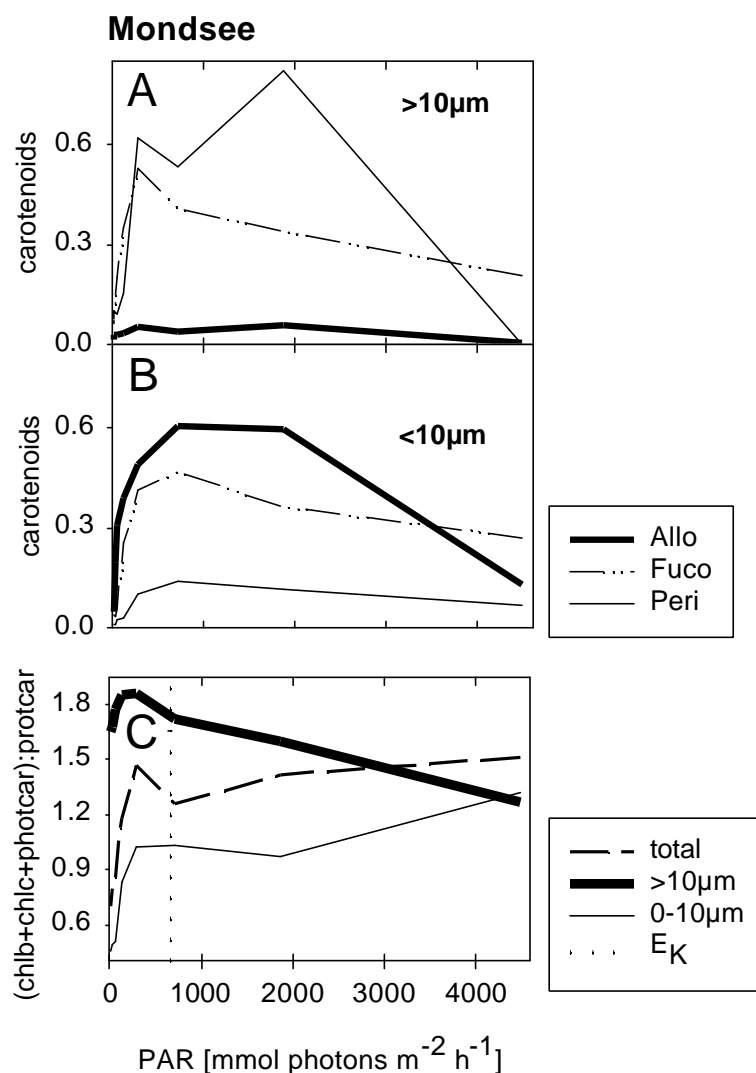 Mondsee
A
>10µm
carotenoids
0.6
0.3
0.0
B
<10µm
carotenoids
0.6
0.3
0.0
Allo
Fuco
Peri
C
(chlb+chlc+photcar):protcar
1.8
1.5
1.2
0.9
0.6
0 1000 2000 3000 4000
PAR [mmol photons m⁻² h⁻¹]
total
>10µm
0-10µm
E_K